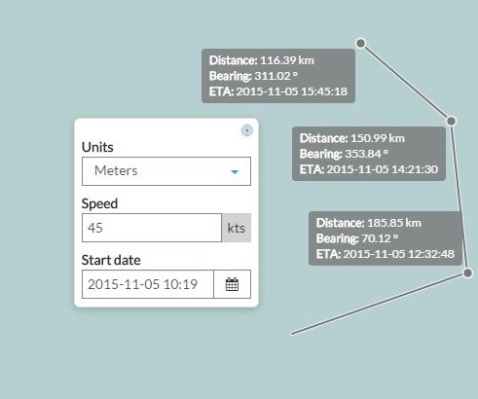 Distance: 116.39 km
Bearing: 311.02 °
ETA: 2015-11-05 15:45:18
Units
Meters
Speed
45 kts
Start date
2015-11-05 10:19
Distance: 150.99 km
Bearing: 353.84 °
ETA: 2015-11-05 14:21:30
Distance: 185.85 km
Bearing: 70.12 °
ETA: 2015-11-05 12:32:48